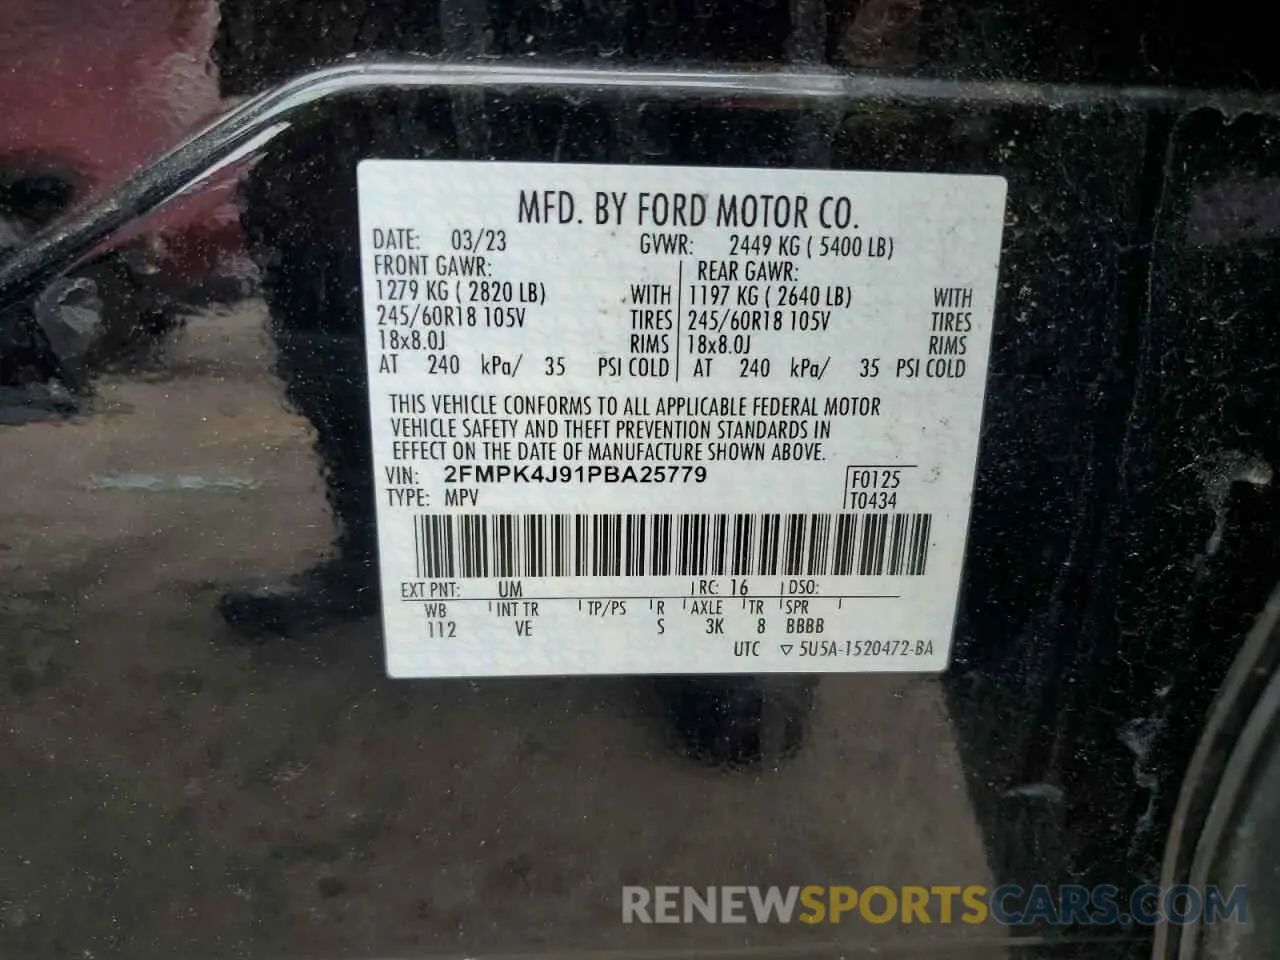 MFD. BY FORD MOTOR CO.
DATE: 03/23 GVWR: 2449 KG ( 5400 LB)
FRONT GAWR: REAR GAWR:
1279 KG ( 2820 LB) WITH 1197 KG ( 2640 LB) WITH
245/60R18 105V TIRES 245/60R18 105V TIRES
18x8.0J RIMS 18x8.0J RIMS
AT 240 kPa/ 35 PSI COLD AT 240 kPa/ 35 PSI COLD
THIS VEHICLE CONFORMS TO ALL APPLICABLE FEDERAL MOTOR
VEHICLE SAFETY AND THEFT PREVENTION STANDARDS IN
EFFECT ON THE DATE OF MANUFACTURE SHOWN ABOVE.
VIN: 2FMPK4J91PBA25779 F0125
TYPE: MPV T0434
EXT PNT: UM RC: 16 DSO:
WB INT TR TP/PS R AXLE TR SPR
112 VE S 3K 8 BBBB
UTC ▽ 5U5A-1520472-BA
RENEWSPORTSCARS.COM